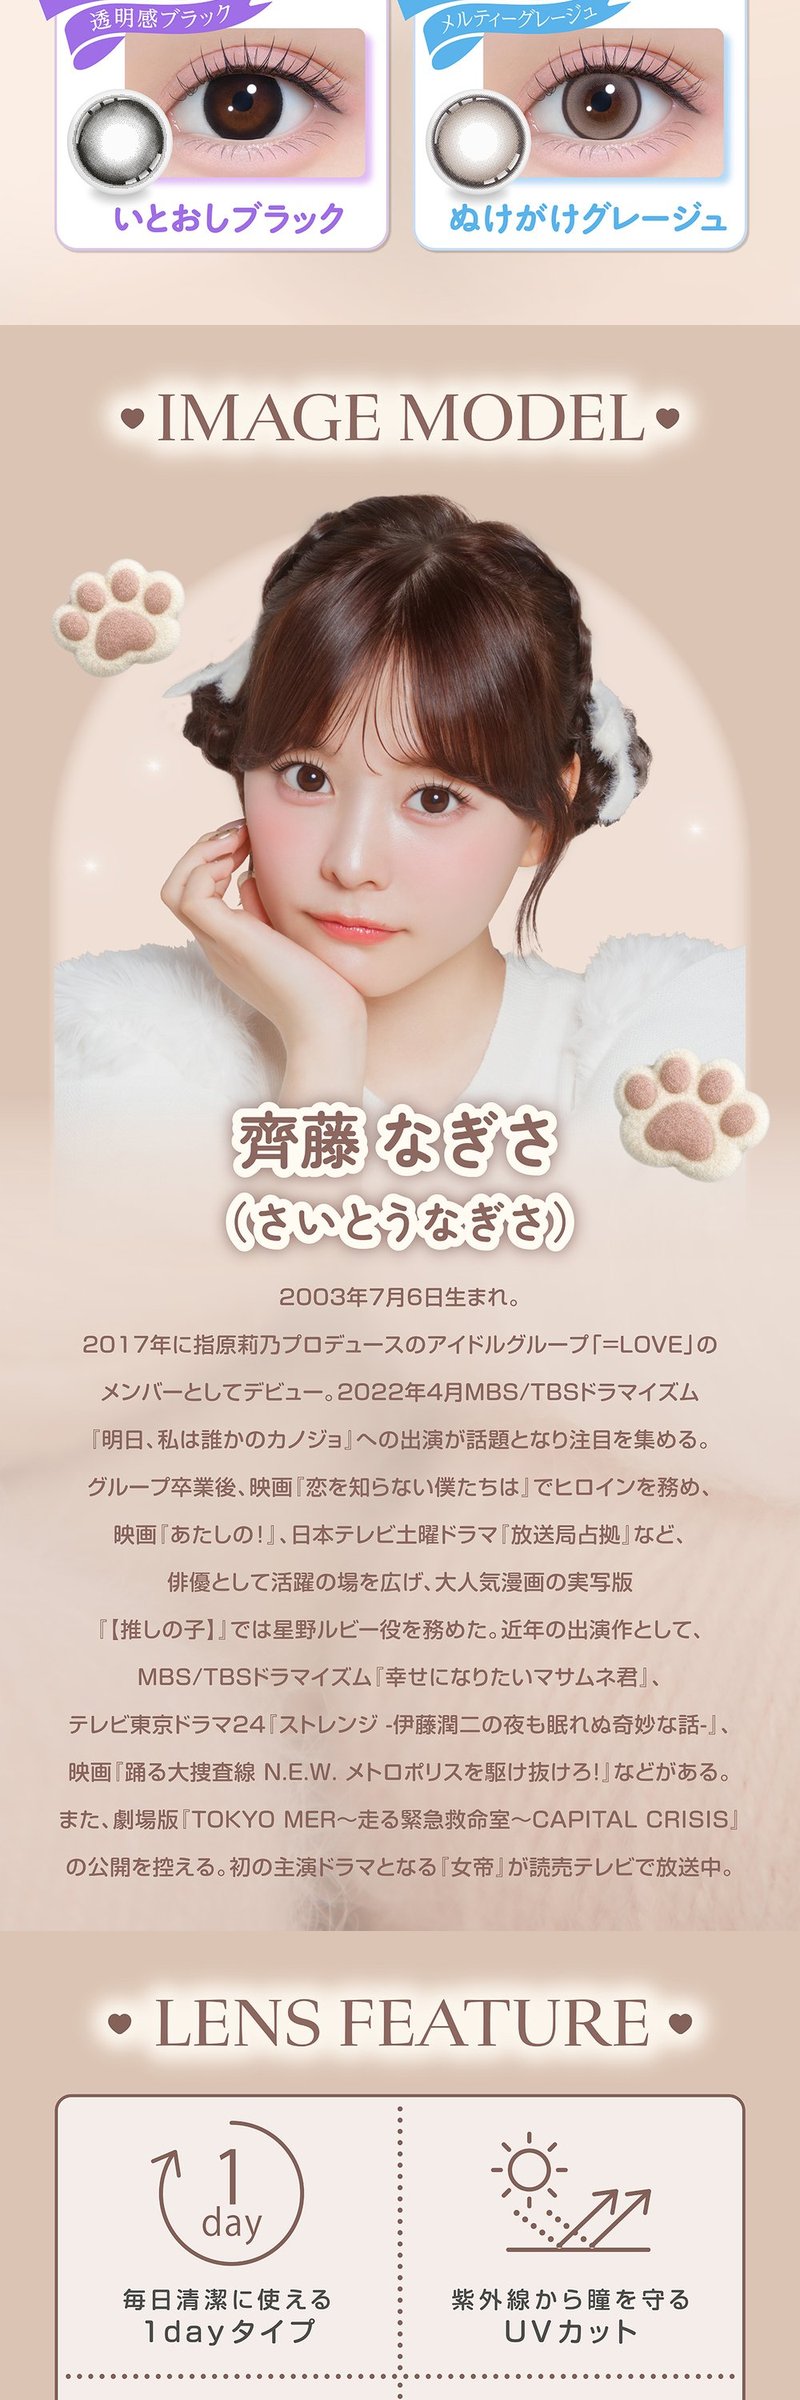 透明感ブラック
メルティーグレージュ
いとおしブラック
ぬけがけグレージュ
IMAGE MODEL
齊藤 なぎさ
(さいとうなぎさ)
2003年7月6日生まれ。
2017年に指原莉乃プロデュースのアイドルグループ「=LOVE」の
メンバーとしてデビュー。2022年4月MBS/TBSドラマイズム
『明日、私は誰かのカノジョ』への出演が話題となり注目を集める。
グループ卒業後、映画『恋を知らない僕たちは』でヒロインを務め、
映画『あたしの！』、日本テレビ土曜ドラマ『放送局占拠』など、
俳優として活躍の場を広げ、大人気漫画の実写版
『【推しの子】』では星野ルビー役を務めた。近年の出演作として、
MBS/TBSドラマイズム『幸せになりたいマサムネ君』、
テレビ東京ドラマ24『ストレンジ -伊藤潤二の夜も眠れぬ奇妙な話-』、
映画『踊る大捜査線 N.E.W. メトロポリスを駆け抜けろ！』などがある。
また、劇場版『TOKYO MER～走る緊急救命室～CAPITAL CRISIS』
の公開を控える。初の主演ドラマとなる『女帝』が読売テレビで放送中。
LENS FEATURE
1
day
毎日清潔に使える
1dayタイプ
紫外線から瞳を守る
UVカット